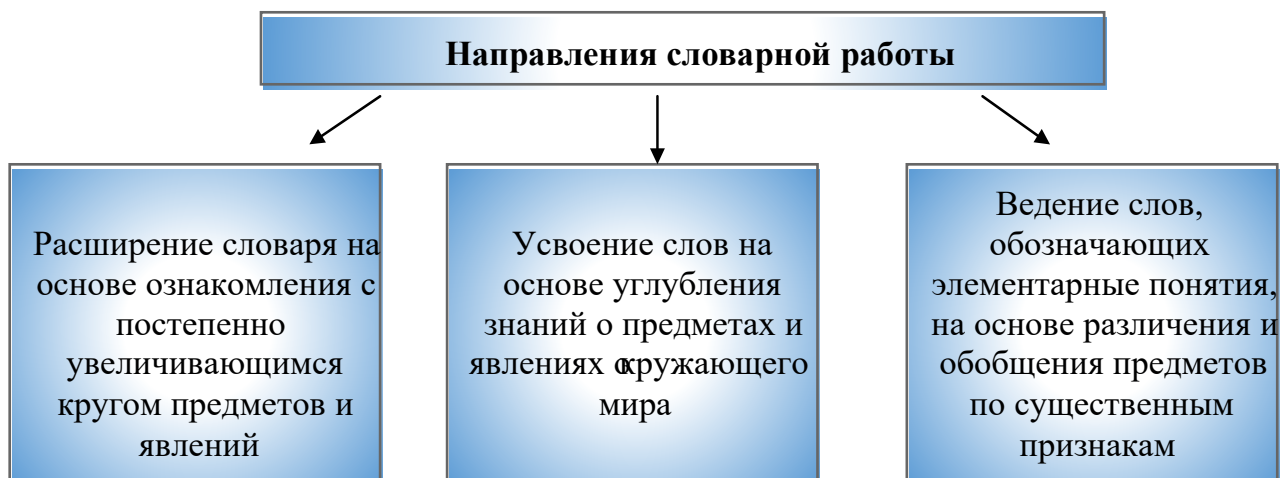 Направления словарной работы
Расширение словаря на
основе ознакомления с
постепенно
увеличивающимся
кругом предметов и
явлений
Усвоение слов на
основе углубления
знаний о предметах и
явлениях окружающего
мира
Ведение слов,
обозначающих
элементарные понятия,
на основе различения и
обобщения предметов
по существенным
признакам